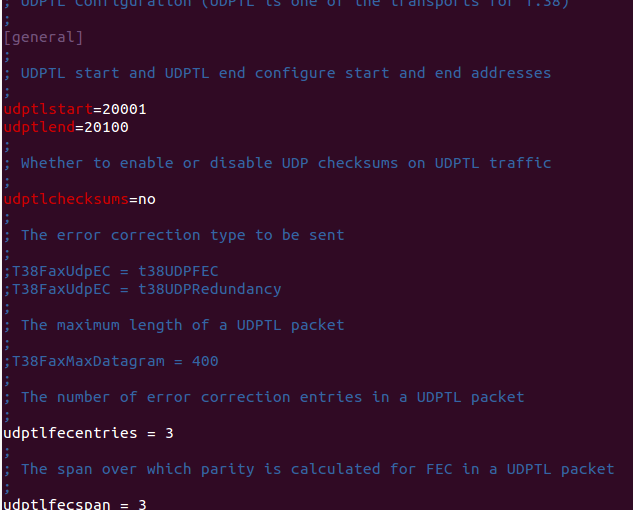 ; UDPTL Configuration (UDPTL is one of the transports for T.38)
;
[general]
;
; UDPTL start and UDPTL end configure start and end addresses
;
udptlstart=20001
udptlend=20100
;
; Whether to enable or disable UDP checksums on UDPTL traffic
;
udptlchecksums=no
;
; The error correction type to be sent
;
;T38FaxUdpEC = t38UDPFEC
;T38FaxUdpEC = t38UDPRedundancy
;
; The maximum length of a UDPTL packet
;
;T38FaxMaxDatagram = 400
;
; The number of error correction entries in a UDPTL packet
;
udptlfecentries = 3
;
; The span over which parity is calculated for FEC in a UDPTL packet
;
udptlfecspan = 3